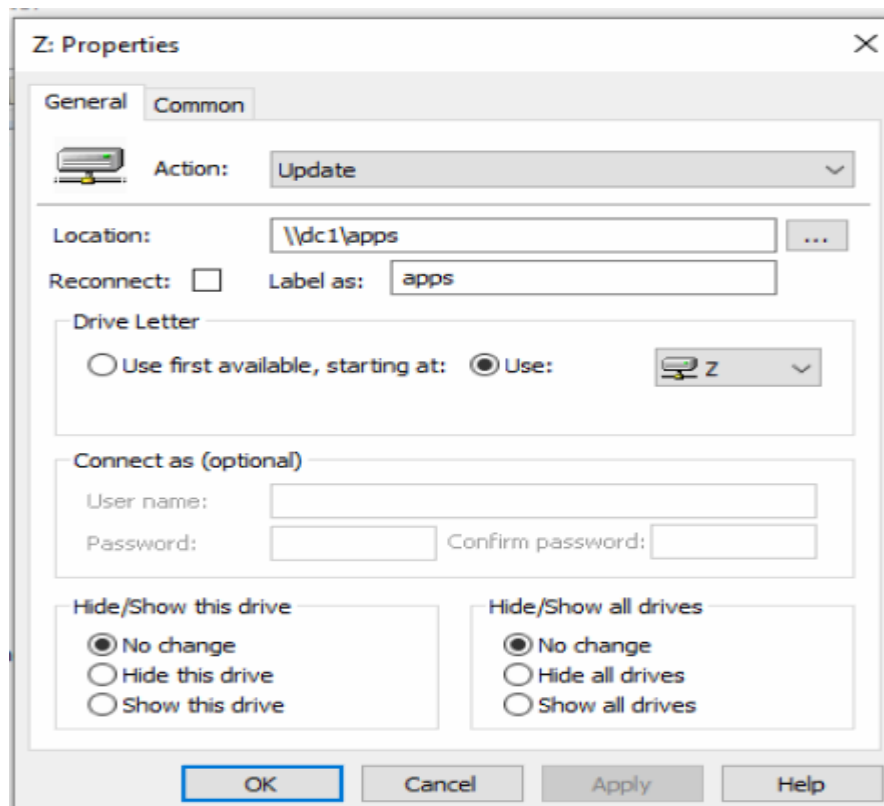 Z: Properties
General Common
Action: Update
Location: \\dc1\apps ...
Reconnect: Label as: apps
Drive Letter
Use first available, starting at: Use: Z
Connect as (optional)
User name:
Password: Confirm password:
Hide/Show this drive Hide/Show all drives
No change No change
Hide this drive Hide all drives
Show this drive Show all drives
OK Cancel Apply Help